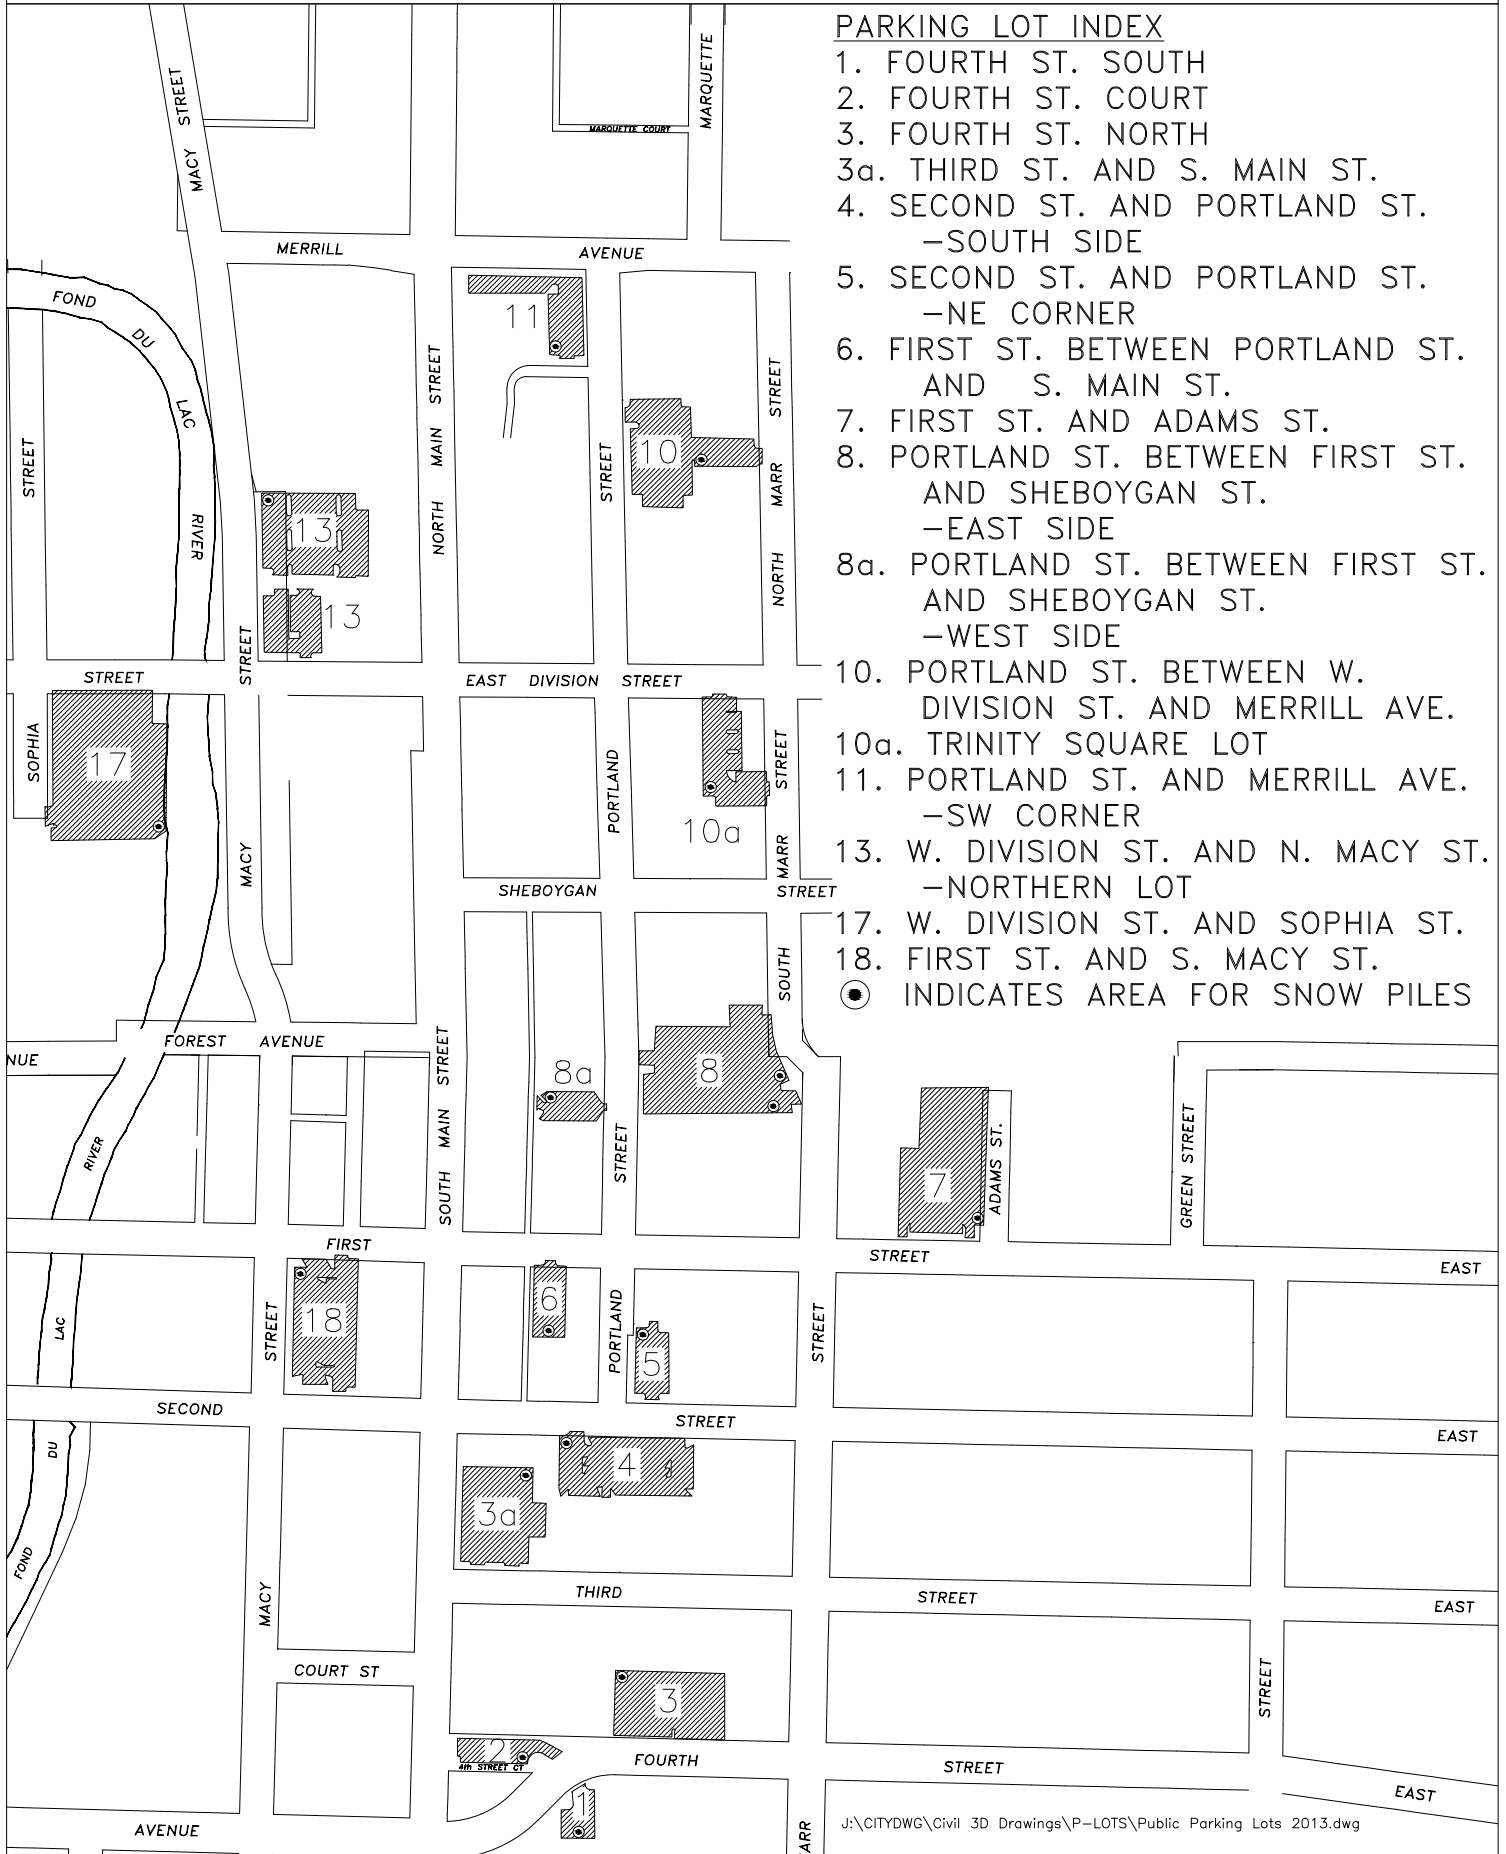 PARKING LOT INDEX
1. FOURTH ST. SOUTH
2. FOURTH ST. COURT
3. FOURTH ST. NORTH
3a. THIRD ST. AND S. MAIN ST.
4. SECOND ST. AND PORTLAND ST.
-SOUTH SIDE
5. SECOND ST. AND PORTLAND ST.
-NE CORNER
6. FIRST ST. BETWEEN PORTLAND ST.
AND S. MAIN ST.
7. FIRST ST. AND ADAMS ST.
8. PORTLAND ST. BETWEEN FIRST ST.
AND SHEBOYGAN ST.
-EAST SIDE
8a. PORTLAND ST. BETWEEN FIRST ST.
AND SHEBOYGAN ST.
-WEST SIDE
10. PORTLAND ST. BETWEEN W.
DIVISION ST. AND MERRILL AVE.
10a. TRINITY SQUARE LOT
11. PORTLAND ST. AND MERRILL AVE.
-SW CORNER
13. W. DIVISION ST. AND N. MACY ST.
-NORTHERN LOT
17. W. DIVISION ST. AND SOPHIA ST.
18. FIRST ST. AND S. MACY ST.
INDICATES AREA FOR SNOW PILES
MACY STREET
MARQUETTE
MARQUETTE COURT
MERRILL AVENUE
FOND DU LAC RIVER
11
STREET
NORTH MAIN STREET
STREET
10
NORTH MARR STREET
13
13
STREET
STREET
EAST DIVISION STREET
SOPHIA
17
MACY
PORTLAND
10a
MARR STREET
SHEBOYGAN STREET
SOUTH
NUE
FOREST AVENUE
SOUTH MAIN STREET
8a
8
STREET
7
ADAMS ST.
GREEN STREET
RIVER
FIRST STREET EAST
LAC
STREET
18
6
PORTLAND
5
STREET
SECOND STREET EAST
DU
FOND
3a
4
MACY
THIRD STREET EAST
COURT ST
3
STREET
2
4th STREET CT
FOURTH STREET EAST
1
AVENUE
ARR
J:\CITYDWG\Civil 3D Drawings\P-LOTS\Public Parking Lots 2013.dwg